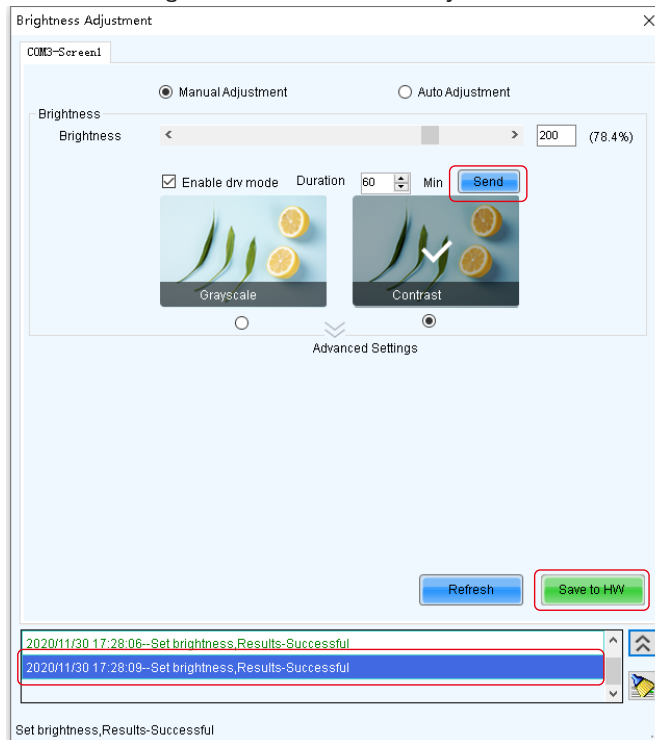 Brightness Adjustment
COM3-Screen1
Manual Adjustment Auto Adjustment
Brightness
Brightness 200 (78.4%)
Enable drv mode Duration 60 Min Send
Grayscale Contrast
Advanced Settings
Refresh Save to HW
2020/11/30 17:28:06--Set brightness,Results-Successful
2020/11/30 17:28:09--Set brightness,Results-Successful
Set brightness,Results-Successful